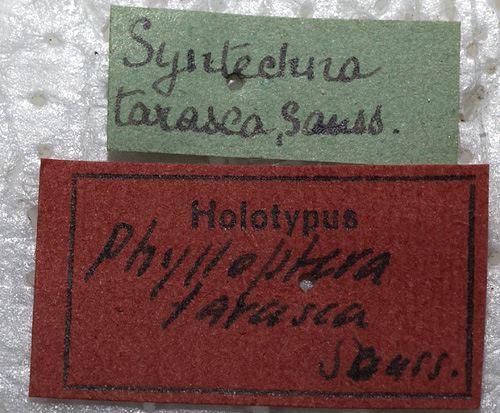 Syntechna
tarasca, Sauss.
Holotypus
Phylloptera
tarasca
Sauss.